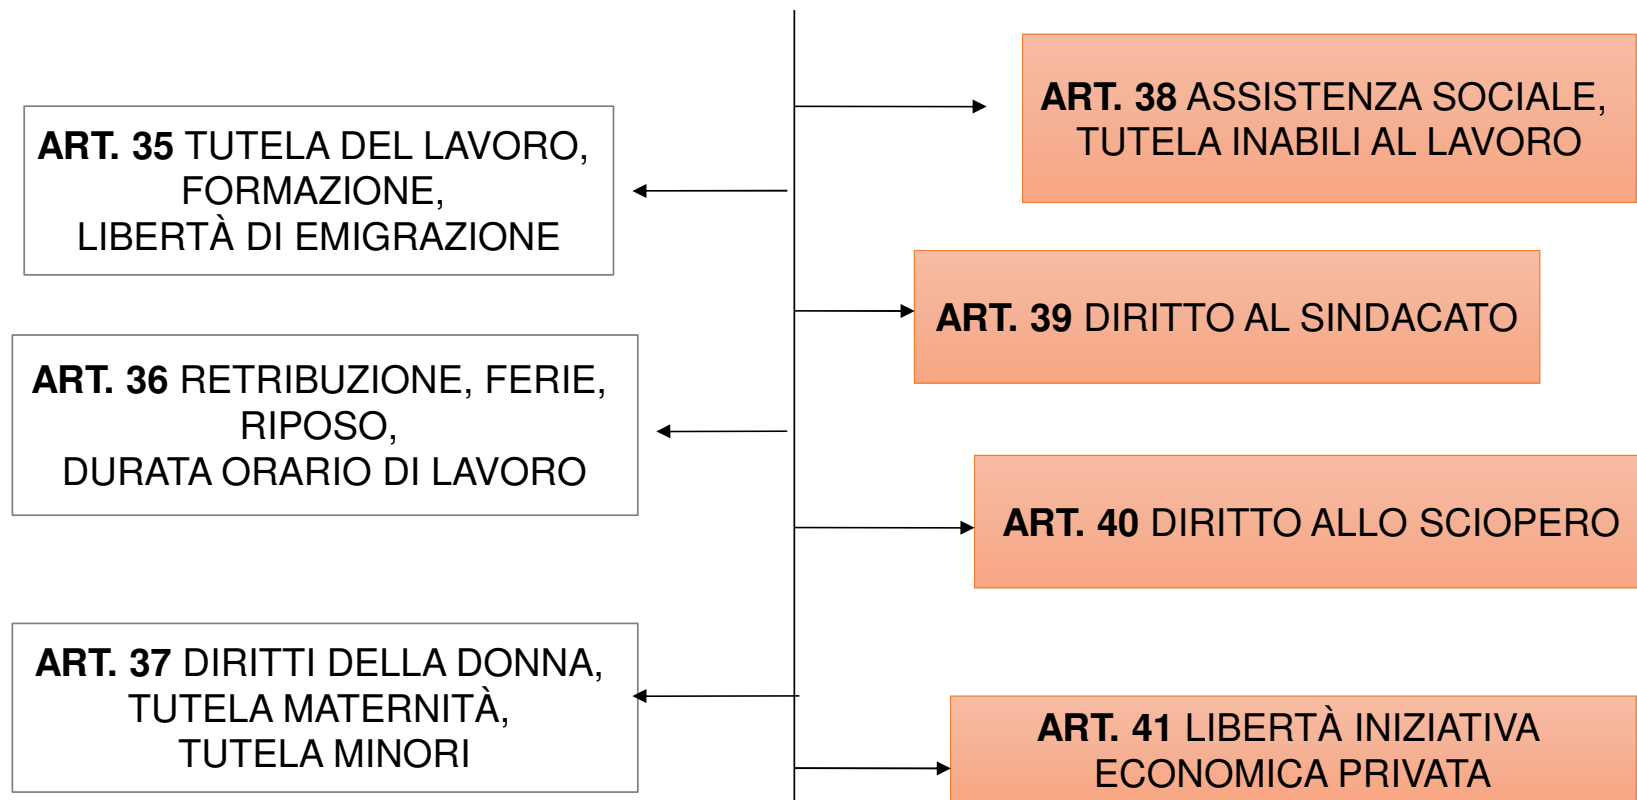 ART. 35 TUTELA DEL LAVORO,
FORMAZIONE,
LIBERTÀ DI EMIGRAZIONE
ART. 36 RETRIBUZIONE, FERIE,
RIPOSO,
DURATA ORARIO DI LAVORO
ART. 37 DIRITTI DELLA DONNA,
TUTELA MATERNITÀ,
TUTELA MINORI
ART. 38 ASSISTENZA SOCIALE,
TUTELA INABILI AL LAVORO
ART. 39 DIRITTO AL SINDACATO
ART. 40 DIRITTO ALLO SCIOPERO
ART. 41 LIBERTÀ INIZIATIVA
ECONOMICA PRIVATA